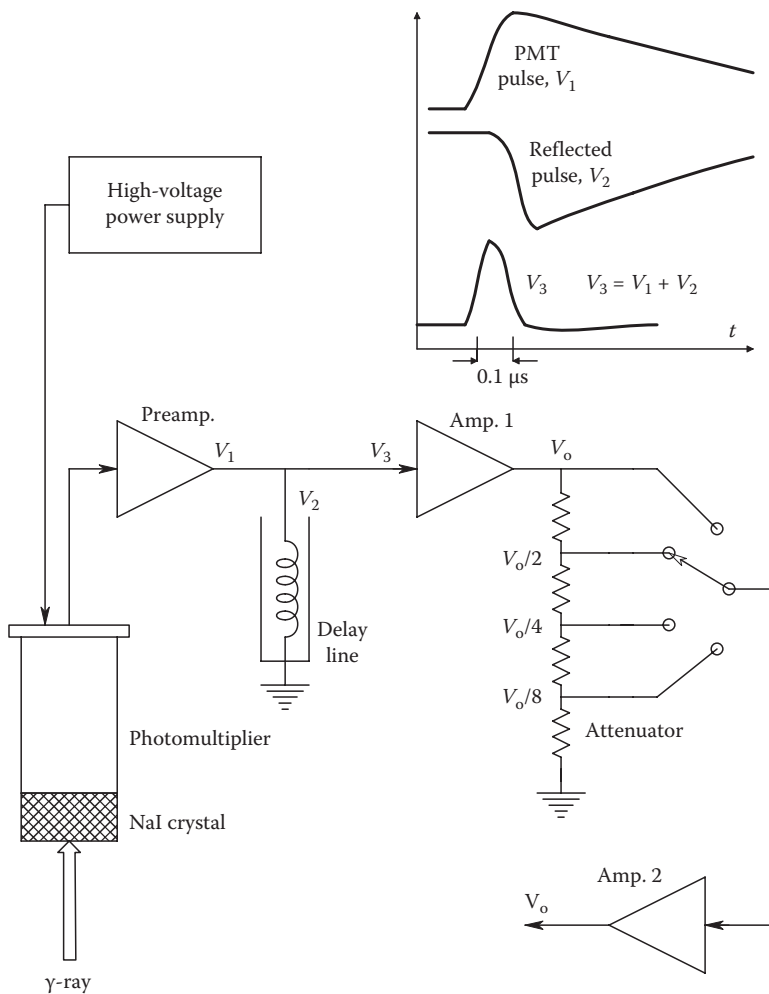 PMT
pulse, V₁
Reflected
pulse, V₂
V₃
V₃ = V₁ + V₂
t
0.1 μs
High-voltage
power supply
Preamp.
V₁
V₂
V₃
Amp. 1
Vₒ
Vₒ/2
Vₒ/4
Vₒ/8
Delay
line
Attenuator
Photomultiplier
NaI crystal
γ-ray
Amp. 2
Vₒ